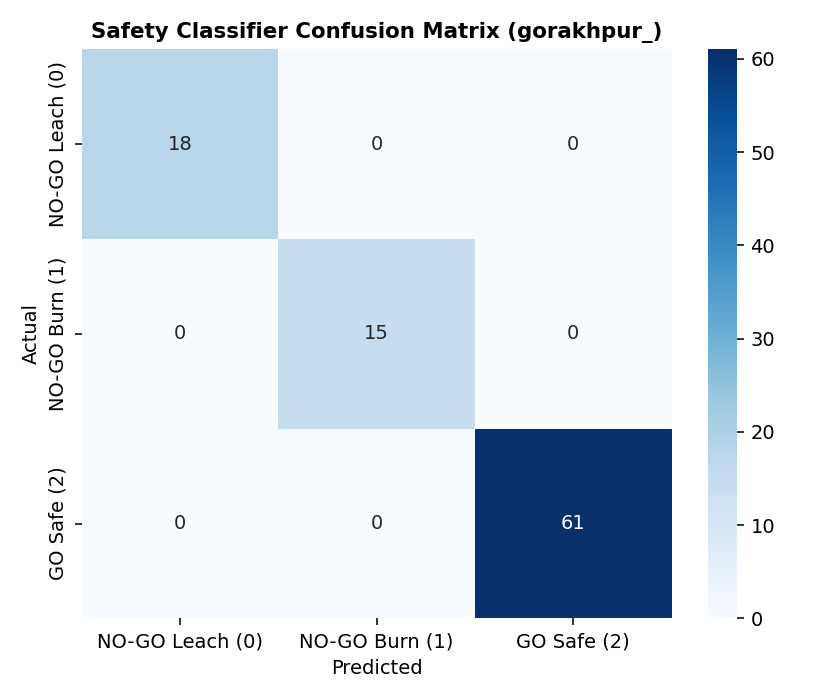 Safety Classifier Confusion Matrix (gorakhpur_)
Actual
NO-GO Leach (0)
18
0
0
NO-GO Burn (1)
0
15
0
GO Safe (2)
0
0
61
NO-GO Leach (0)
NO-GO Burn (1)
GO Safe (2)
Predicted
60
50
40
30
20
10
0